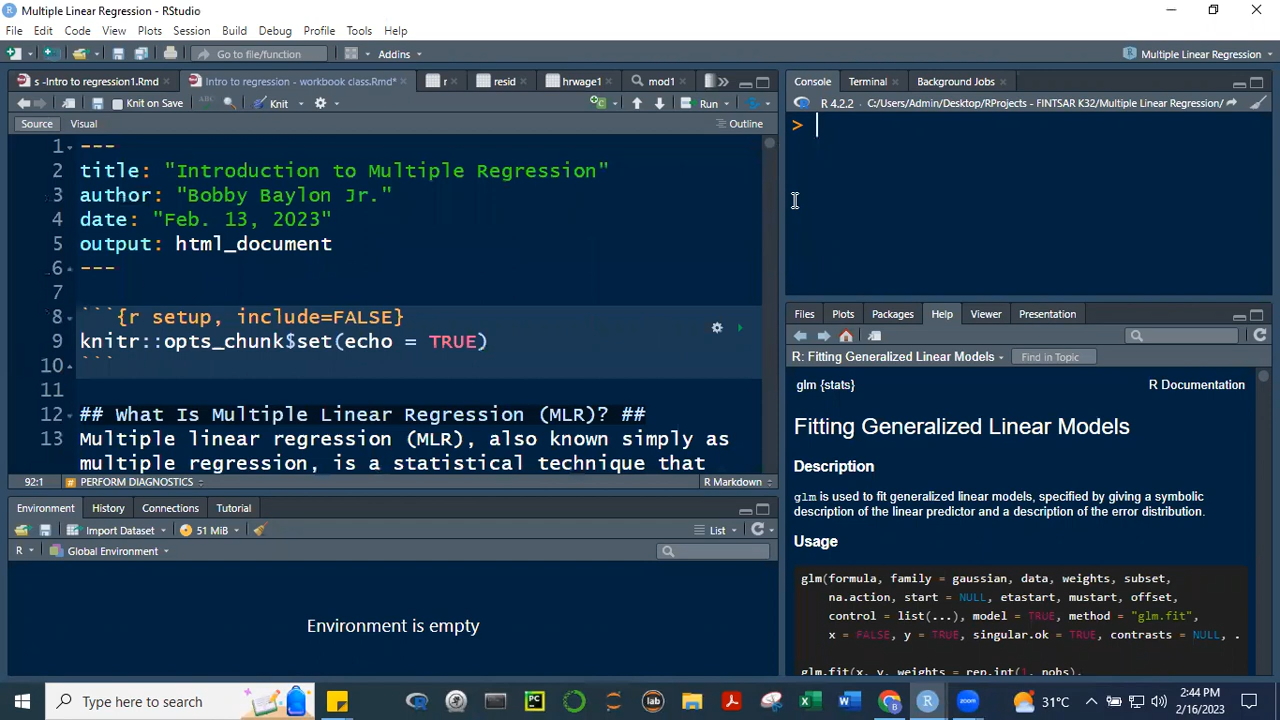 Multiple Linear Regression - RStudio
File Edit Code View Plots Session Build Debug Profile Tools Help
Go to file/function Addins Multiple Linear Regression
s -Intro to regression1.Rmd Intro to regression - workbook class.Rmd* r resid hrwage1 mod1
Knit on Save Knit Run
Source Visual Outline
1 ---
2 title: "Introduction to Multiple Regression"
3 author: "Bobby Baylon Jr."
4 date: "Feb. 13, 2023"
5 output: html_document
6 ---
7
8 ```{r setup, include=FALSE}
9 knitr::opts_chunk$set(echo = TRUE)
10 ```
11
12 ## What Is Multiple Linear Regression (MLR)? ##
13 Multiple linear regression (MLR), also known simply as
multiple regression, is a statistical technique that
92:1 # PERFORM DIAGNOSTICS R Markdown
Environment History Connections Tutorial
Import Dataset 51 MiB List
R Global Environment
Environment is empty
Console Terminal Background Jobs
R 4.2.2 C:/Users/Admin/Desktop/RProjects - FINTSAR K32/Multiple Linear Regression/
>
Files Plots Packages Help Viewer Presentation
R: Fitting Generalized Linear Models Find in Topic
glm {stats} R Documentation
Fitting Generalized Linear Models
Description
glm is used to fit generalized linear models, specified by giving a symbolic
description of the linear predictor and a description of the error distribution.
Usage
glm(formula, family = gaussian, data, weights, subset,
na.action, start = NULL, etastart, mustart, offset,
control = list(...), model = TRUE, method = "glm.fit",
x = FALSE, y = TRUE, singular.ok = TRUE, contrasts = NULL, .
glm.fit(x, y, weights = rep.int(1, nobs),
Type here to search PC lab zoom 31°C 2:44 PM
2/16/2023